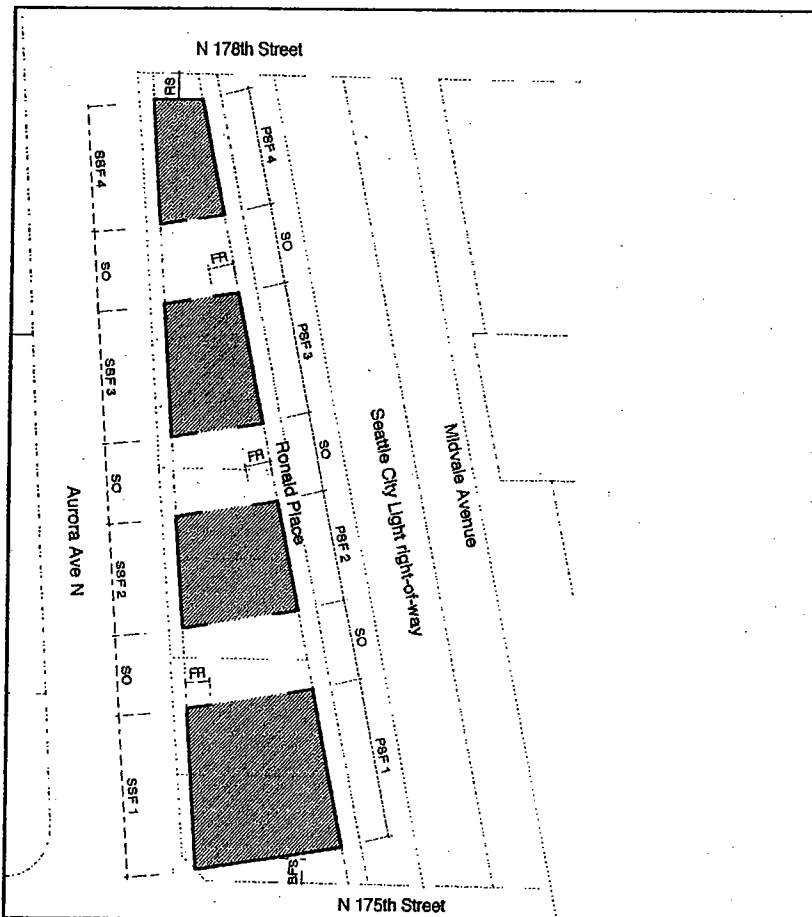 N 178th Street
RS
SSF 4
PSF 4
SO
SO
FR
SSF 3
PSF 3
SO
SO
FR
Ronald Place
Seattle City Light right-of-way
Midvale Avenue
Aurora Ave N
SSF 2
PSF 2
SO
SO
FR
SSF 1
PSF 1
BFS
N 175th Street